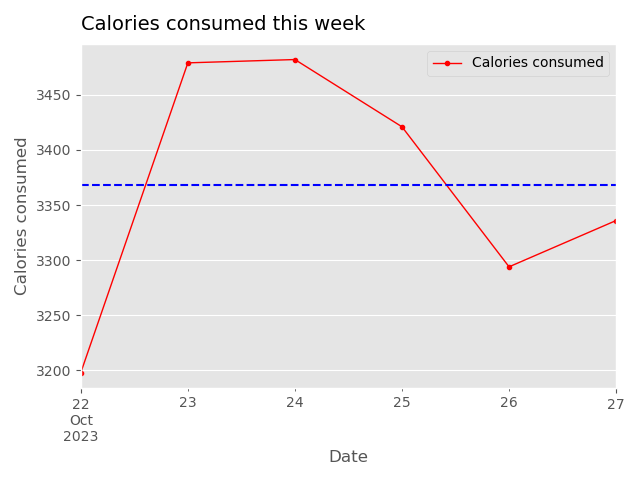 Calories consumed this week
Calories consumed
Calories consumed
3450
3400
3350
3300
3250
3200
22
Oct
2023
23
24
25
26
27
Date